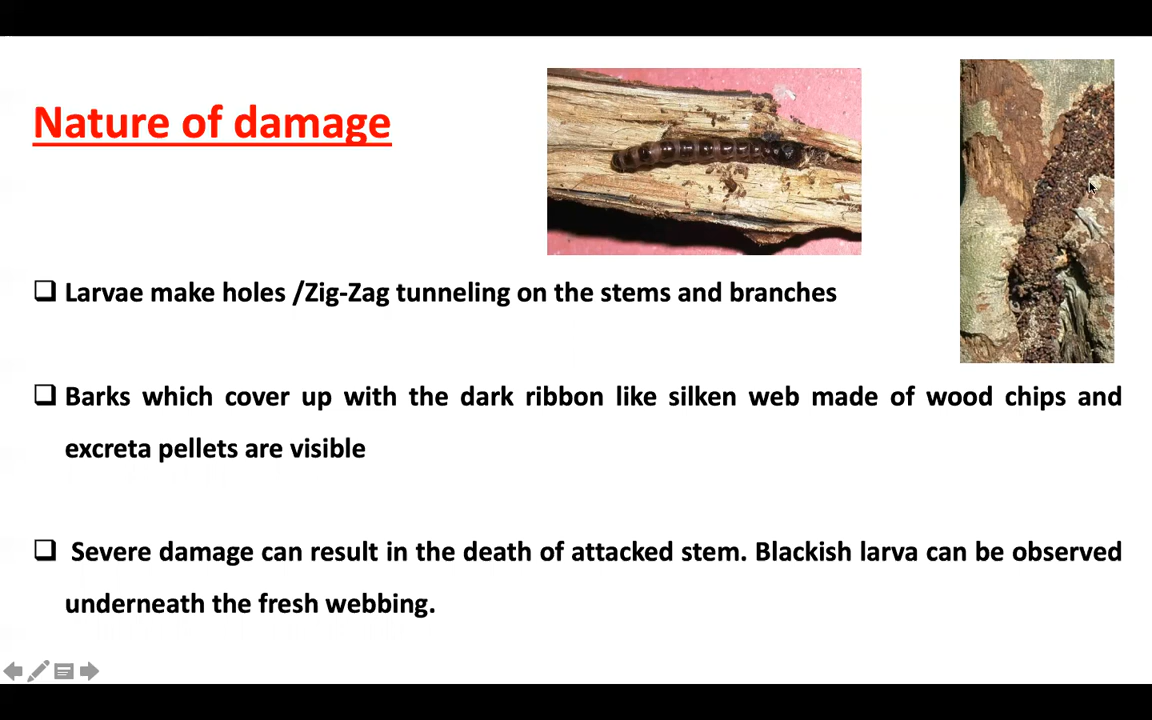 Nature of damage
Larvae make holes /Zig-Zag tunneling on the stems and branches
Barks which cover up with the dark ribbon like silken web made of wood chips and
excreta pellets are visible
Severe damage can result in the death of attacked stem. Blackish larva can be observed
underneath the fresh webbing.